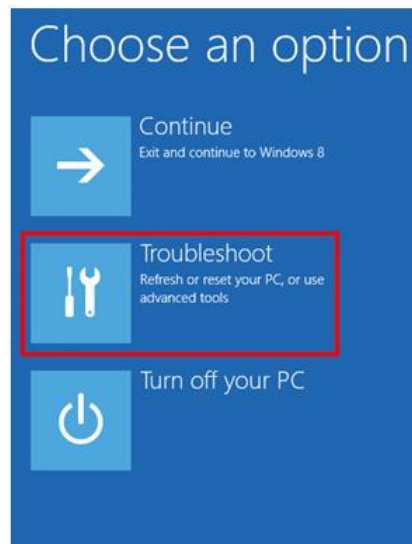 Choose an option
Continue
Exit and continue to Windows 8
Troubleshoot
Refresh or reset your PC, or use
advanced tools
Turn off your PC